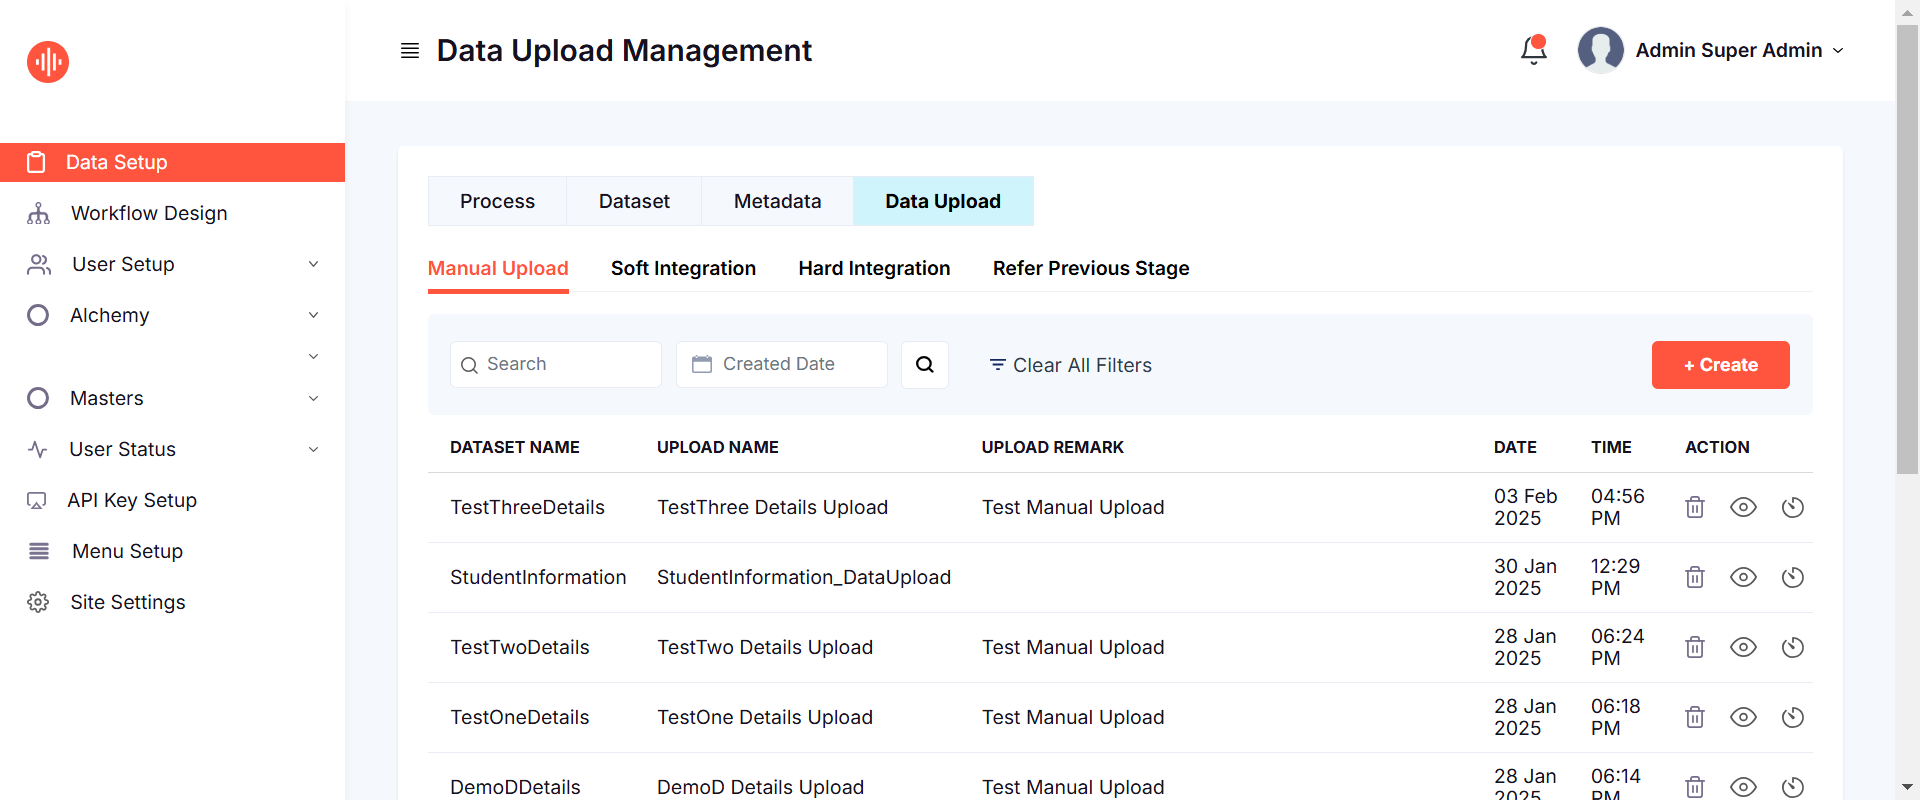 Data Upload Management
Admin Super Admin
Data Setup
Workflow Design
User Setup
Alchemy
Masters
User Status
API Key Setup
Menu Setup
Site Settings
Process Dataset Metadata Data Upload
Manual Upload Soft Integration Hard Integration Refer Previous Stage
Search Created Date Clear All Filters + Create
DATASET NAME UPLOAD NAME UPLOAD REMARK DATE TIME ACTION
TestThreeDetails TestThree Details Upload Test Manual Upload 03 Feb 2025 04:56 PM
StudentInformation StudentInformation_DataUpload 30 Jan 2025 12:29 PM
TestTwoDetails TestTwo Details Upload Test Manual Upload 28 Jan 2025 06:24 PM
TestOneDetails TestOne Details Upload Test Manual Upload 28 Jan 2025 06:18 PM
DemoDDetails DemoD Details Upload Test Manual Upload 28 Jan 2025 06:14 PM